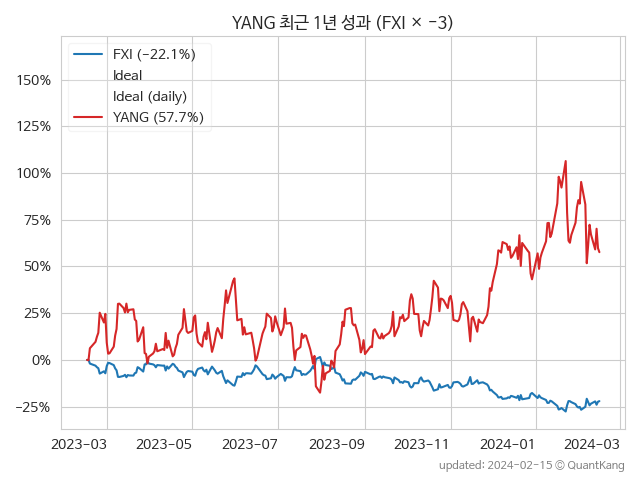 YANG 최근 1년 성과 (FXI × −3)
FXI (−22.1%)
Ideal
Ideal (daily)
YANG (57.7%)
150%
125%
100%
75%
50%
25%
0%
−25%
2023-03 2023-05 2023-07 2023-09 2023-11 2024-01 2024-03
updated: 2024-02-15 © QuantKang